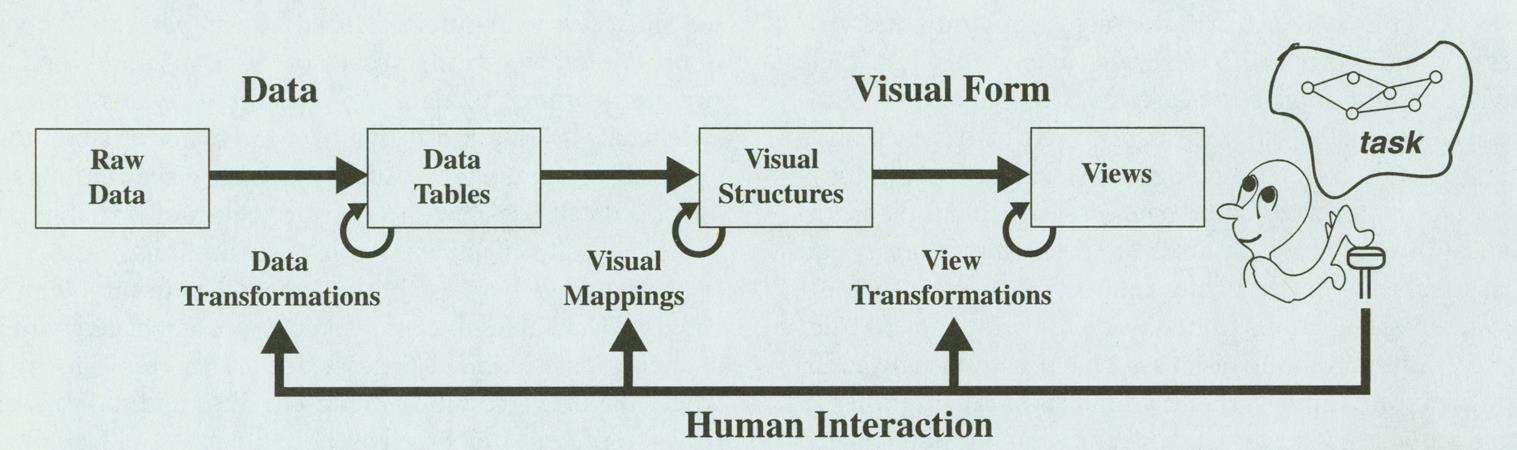 Data
Visual Form
Raw
Data
Data
Tables
Visual
Structures
Views
task
Data
Transformations
Visual
Mappings
View
Transformations
Human Interaction